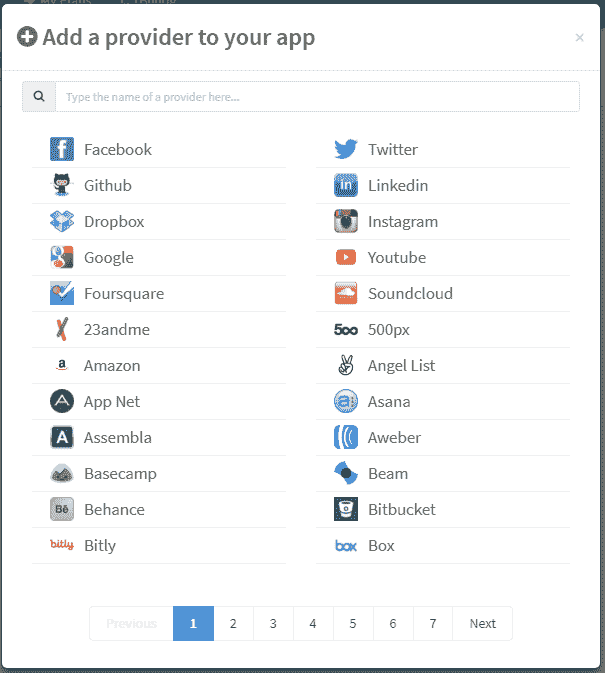 Add a provider to your app
×
Type the name of a provider here...
Facebook
Twitter
Github
Linkedin
Dropbox
Instagram
Google
Youtube
Foursquare
Soundcloud
23andme
500px
Amazon
Angel List
App Net
Asana
Assembla
Aweber
Basecamp
Beam
Behance
Bitbucket
bitly Bitly
box Box
Previous 1 2 3 4 5 6 7 Next